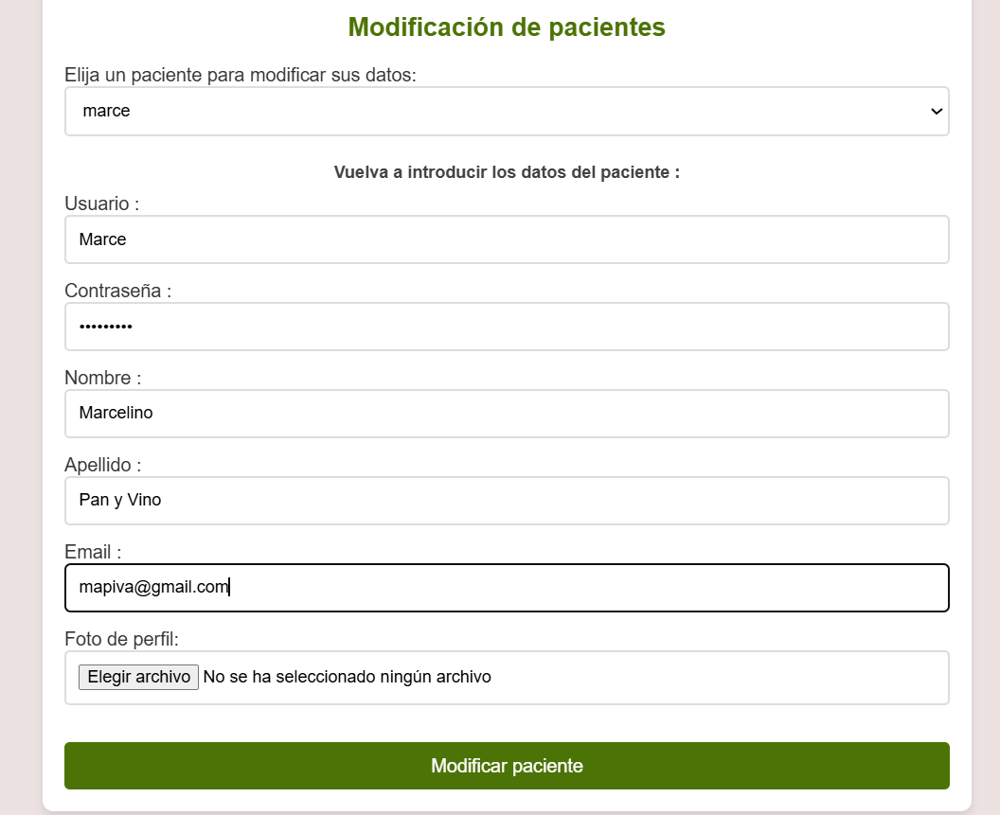 Modificación de pacientes
Elija un paciente para modificar sus datos:
marce
Vuelva a introducir los datos del paciente :
Usuario :
Marce
Contraseña :
•••••••••
Nombre :
Marcelino
Apellido :
Pan y Vino
Email :
mapiva@gmail.com
Foto de perfil:
Elegir archivo No se ha seleccionado ningún archivo
Modificar paciente